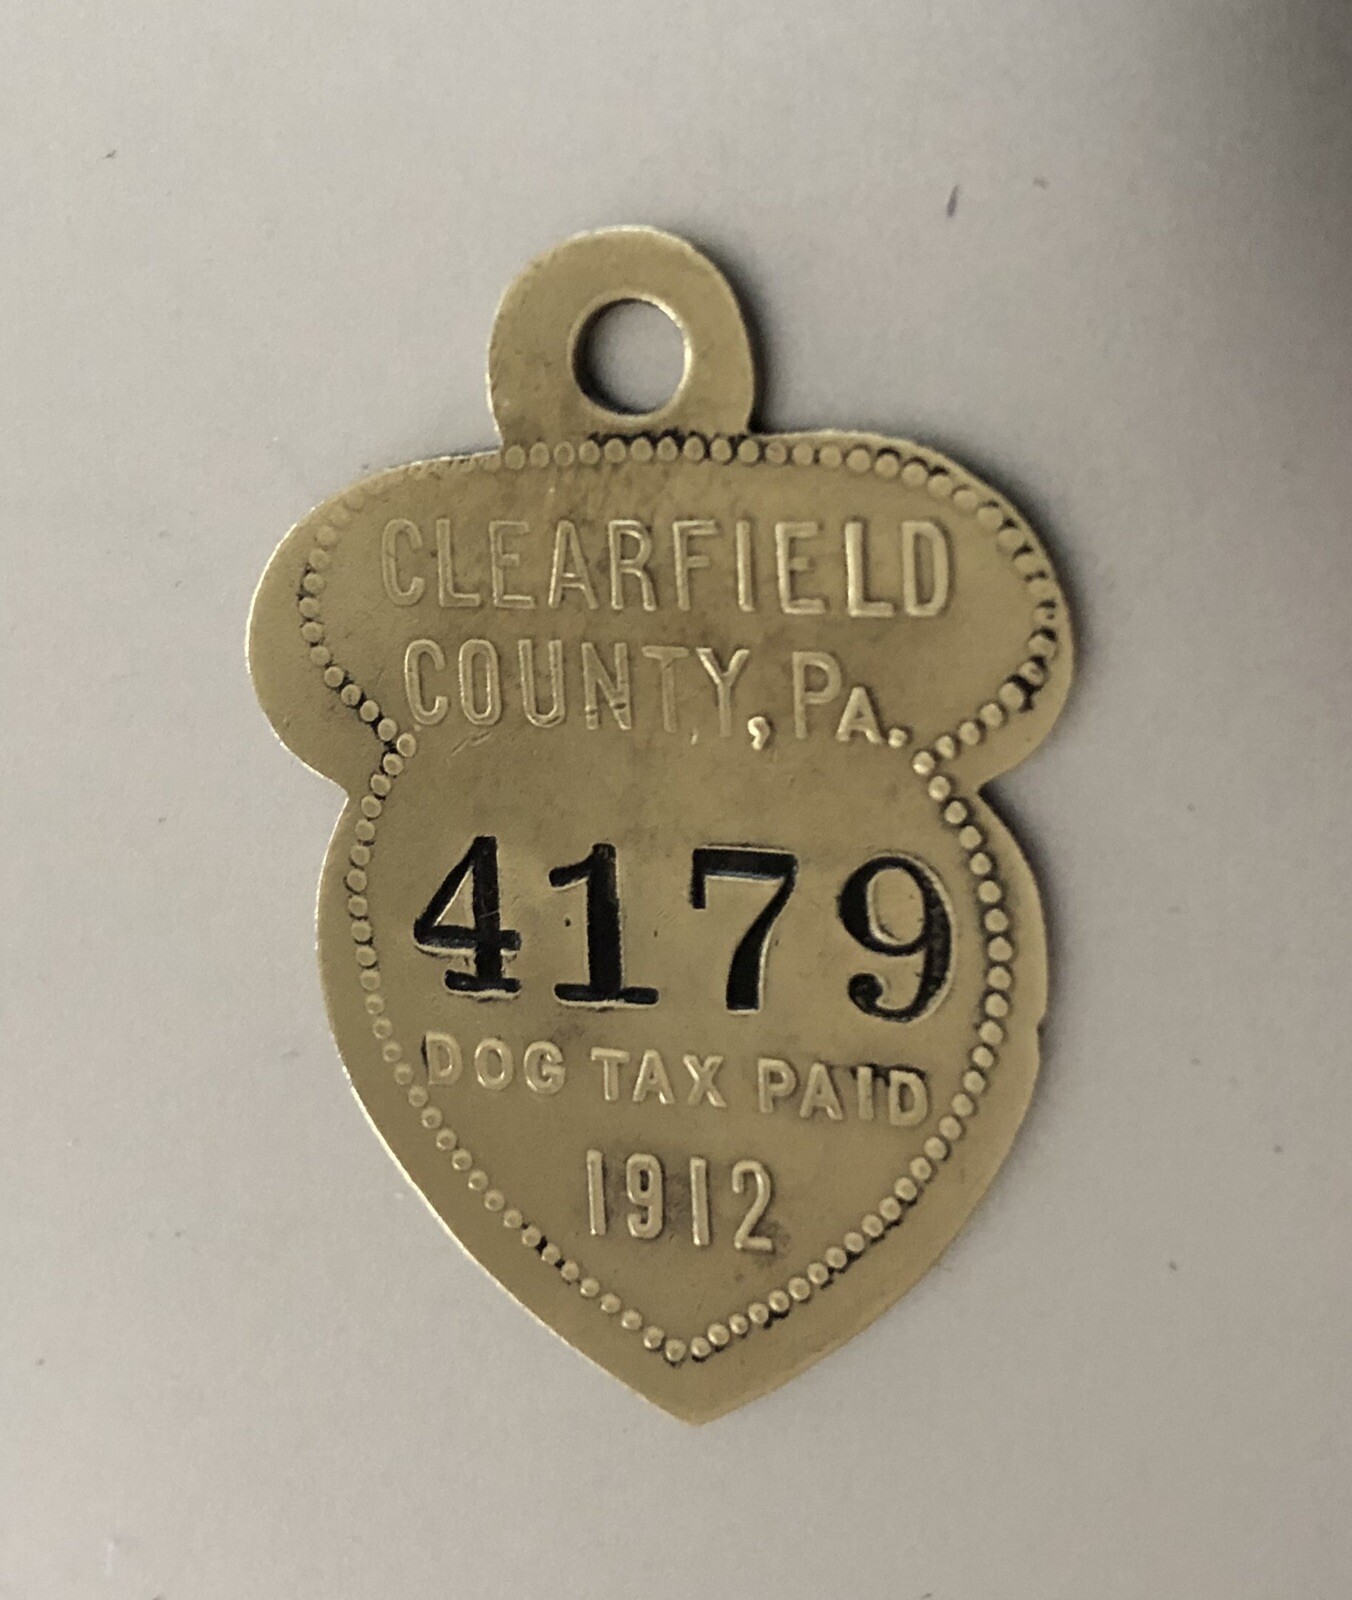 CLEARFIELD
COUNTY, PA.
4179
DOG TAX PAID
1912